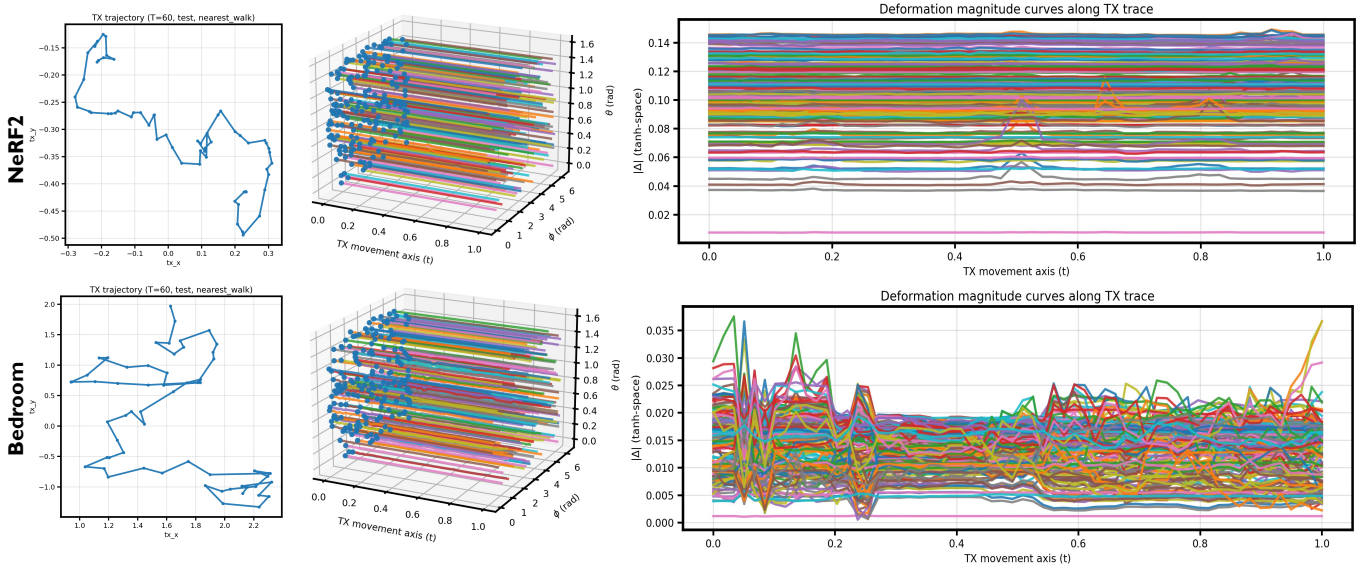 NeRF2
TX trajectory (T=60, test, nearest_walk)
−0.15
−0.20
−0.25
−0.30
−0.35
−0.40
−0.45
−0.50
tx_y
−0.3 −0.2 −0.1 0.0 0.1 0.2 0.3
tx_x
1.6
1.4
1.2
1.0
0.8
0.6
0.4
0.2
0.0
θ (rad)
0 1 2 3 4 5 6
ϕ (rad)
0.0 0.2 0.4 0.6 0.8 1.0
TX movement axis (t)
Deformation magnitude curves along TX trace
0.14
0.12
0.10
0.08
0.06
0.04
0.02
|Δ| (tanh-space)
0.0 0.2 0.4 0.6 0.8 1.0
TX movement axis (t)
Bedroom
TX trajectory (T=60, test, nearest_walk)
2.0
1.5
1.0
0.5
0.0
−0.5
−1.0
tx_y
1.0 1.2 1.4 1.6 1.8 2.0 2.2
tx_x
1.6
1.4
1.2
1.0
0.8
0.6
0.4
0.2
0.0
θ (rad)
0 1 2 3 4 5 6
ϕ (rad)
0.0 0.2 0.4 0.6 0.8 1.0
TX movement axis (t)
Deformation magnitude curves along TX trace
0.035
0.030
0.025
0.020
0.015
0.010
0.005
0.000
|Δ| (tanh-space)
0.0 0.2 0.4 0.6 0.8 1.0
TX movement axis (t)